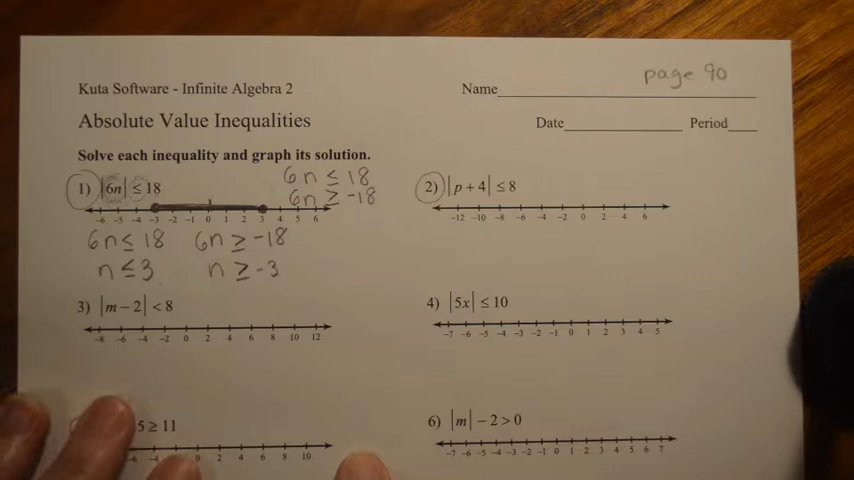 page 90
Kuta Software - Infinite Algebra 2
Name
Absolute Value Inequalities
Date Period
Solve each inequality and graph its solution.
1) |6n| ≤ 18
6n ≤ 18
6n ≥ -18
-6 -5 -4 -3 -2 -1 0 1 2 3 4 5 6
6n ≤ 18 6n ≥ -18
n ≤ 3 n ≥ -3
2) |p + 4| ≤ 8
-12 -10 -8 -6 -4 -2 0 2 4 6
3) |m − 2| < 8
-8 -6 -4 -2 0 2 4 6 8 10 12
4) |5x| ≤ 10
-7 -6 -5 -4 -3 -2 -1 0 1 2 3 4 5
5 ≥ 11
-6 -4 0 2 4 6 8 10
6) |m| − 2 > 0
-7 -6 -5 -4 -3 -2 -1 0 1 2 3 4 5 6 7